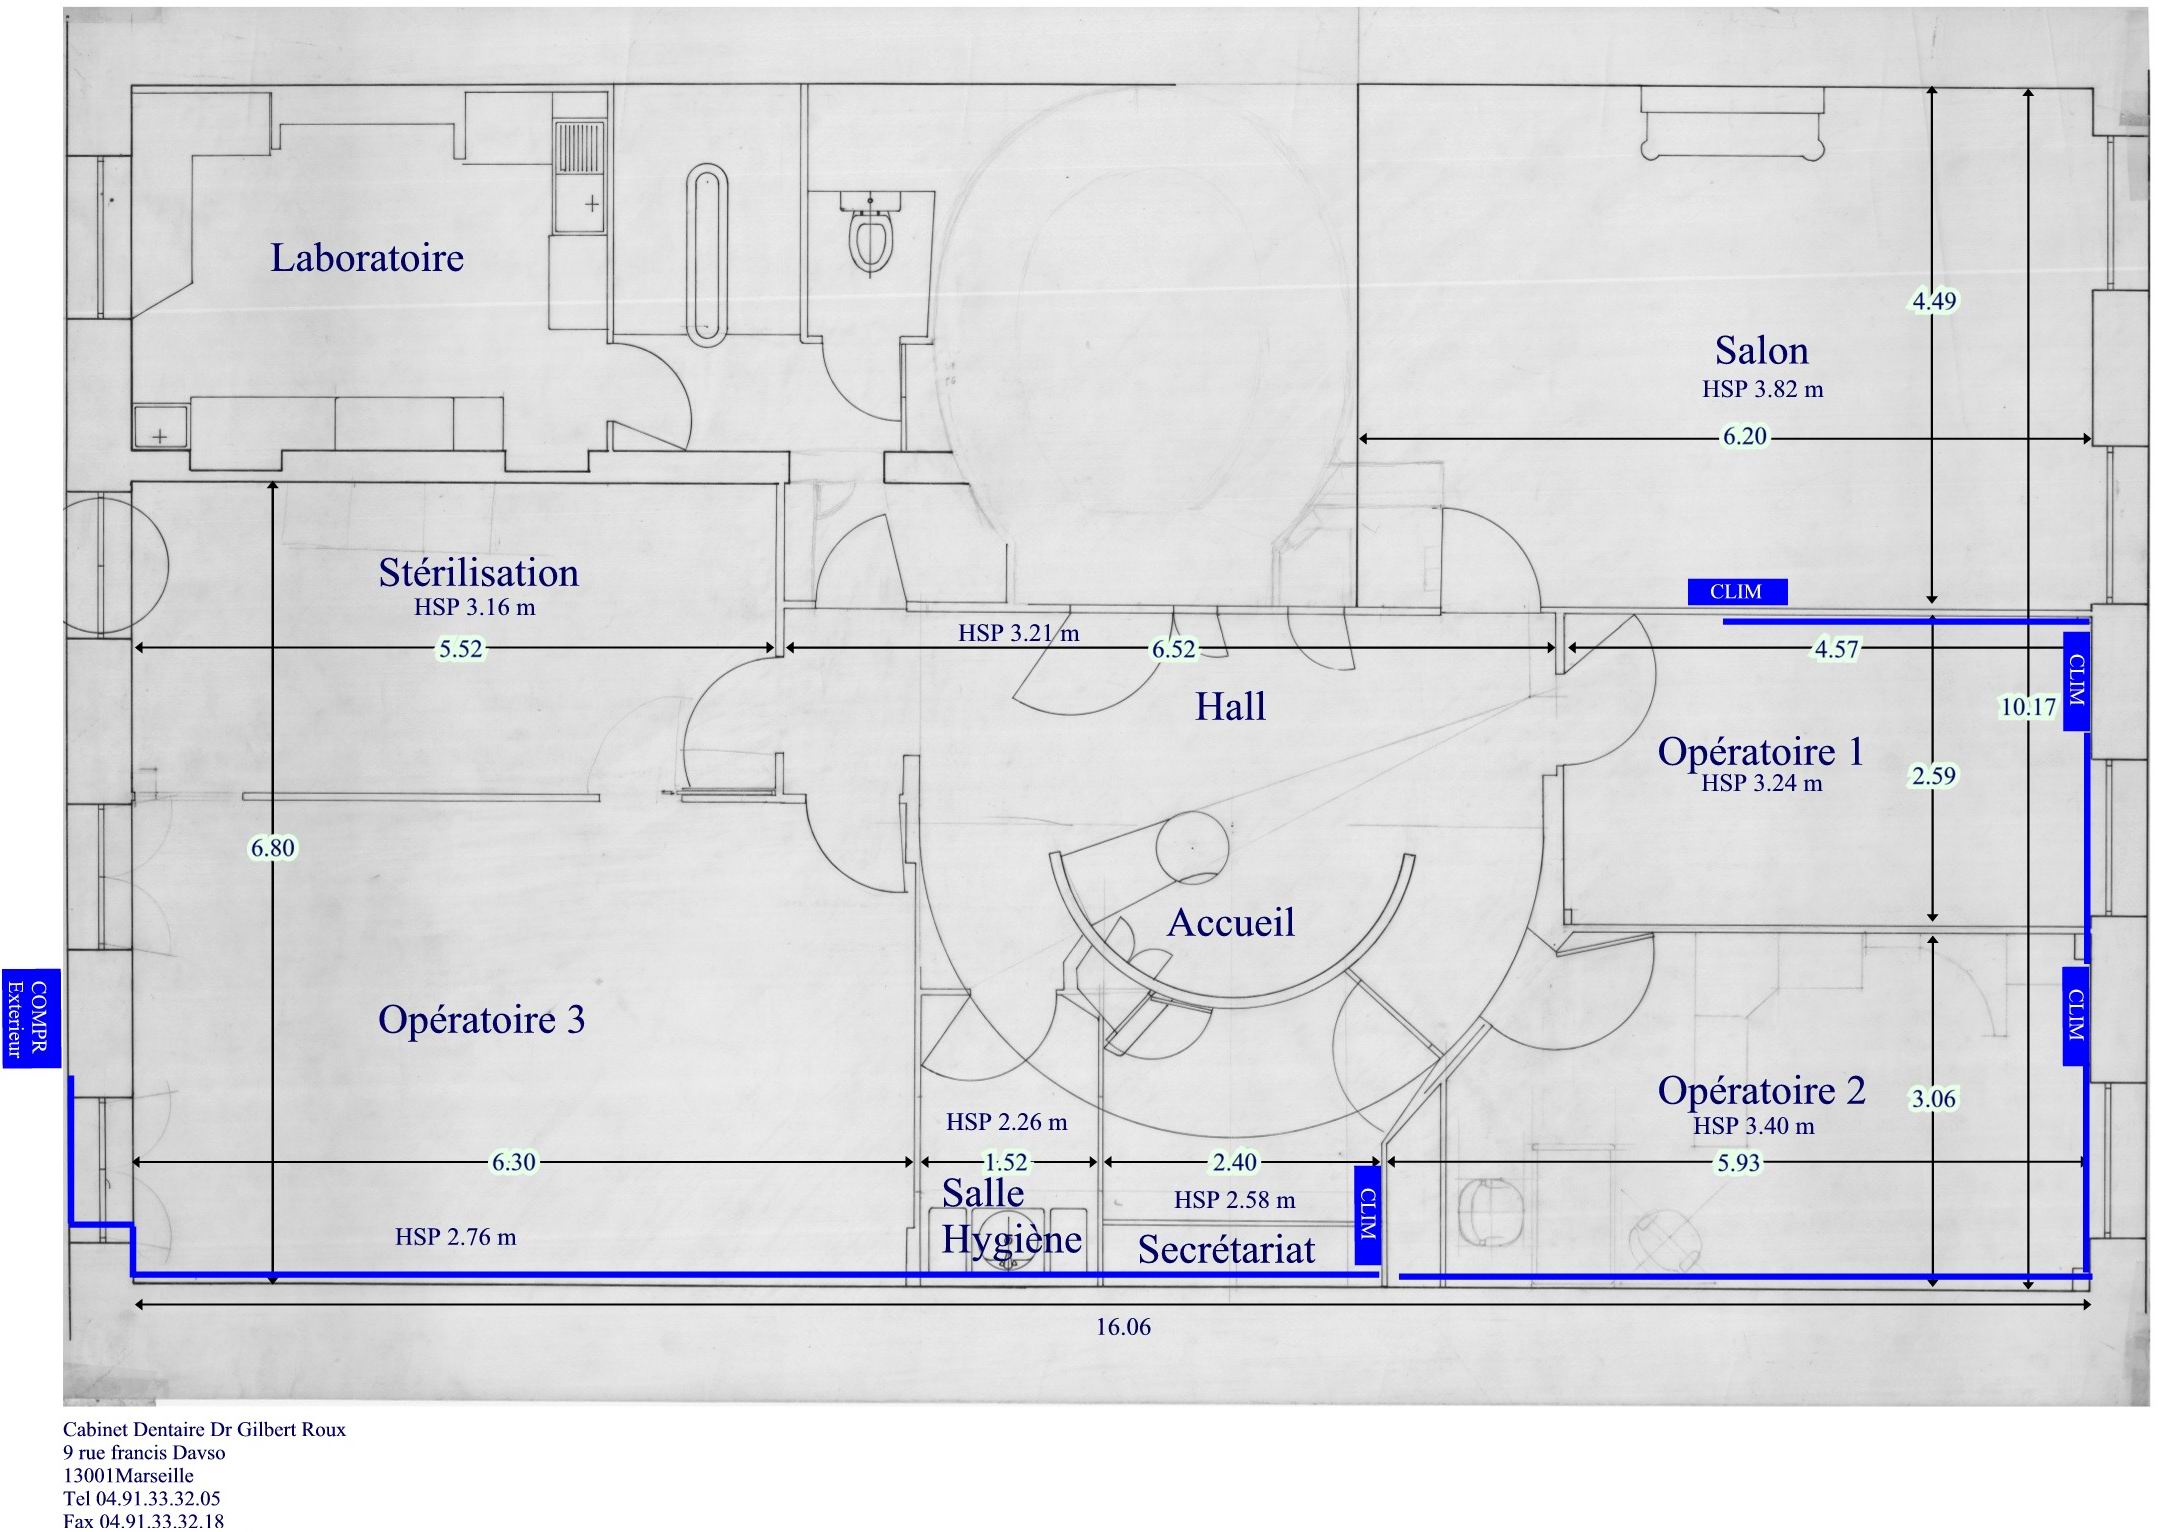 Laboratoire
4.49
Salon
HSP 3.82 m
6.20
Stérilisation
HSP 3.16 m
CLIM
HSP 3.21 m
5.52
6.52
4.57
CLIM
Hall
10.17
Opératoire 1
HSP 3.24 m
2.59
6.80
Accueil
COMPR
Exterieur
Opératoire 3
CLIM
Opératoire 2
HSP 3.40 m
3.06
HSP 2.26 m
6.30
1.52
2.40
5.93
CLIM
Salle
Hygiène
HSP 2.58 m
HSP 2.76 m
Secrétariat
16.06
Cabinet Dentaire Dr Gilbert Roux
9 rue francis Davso
13001Marseille
Tel 04.91.33.32.05
Fax 04.91.33.32.18